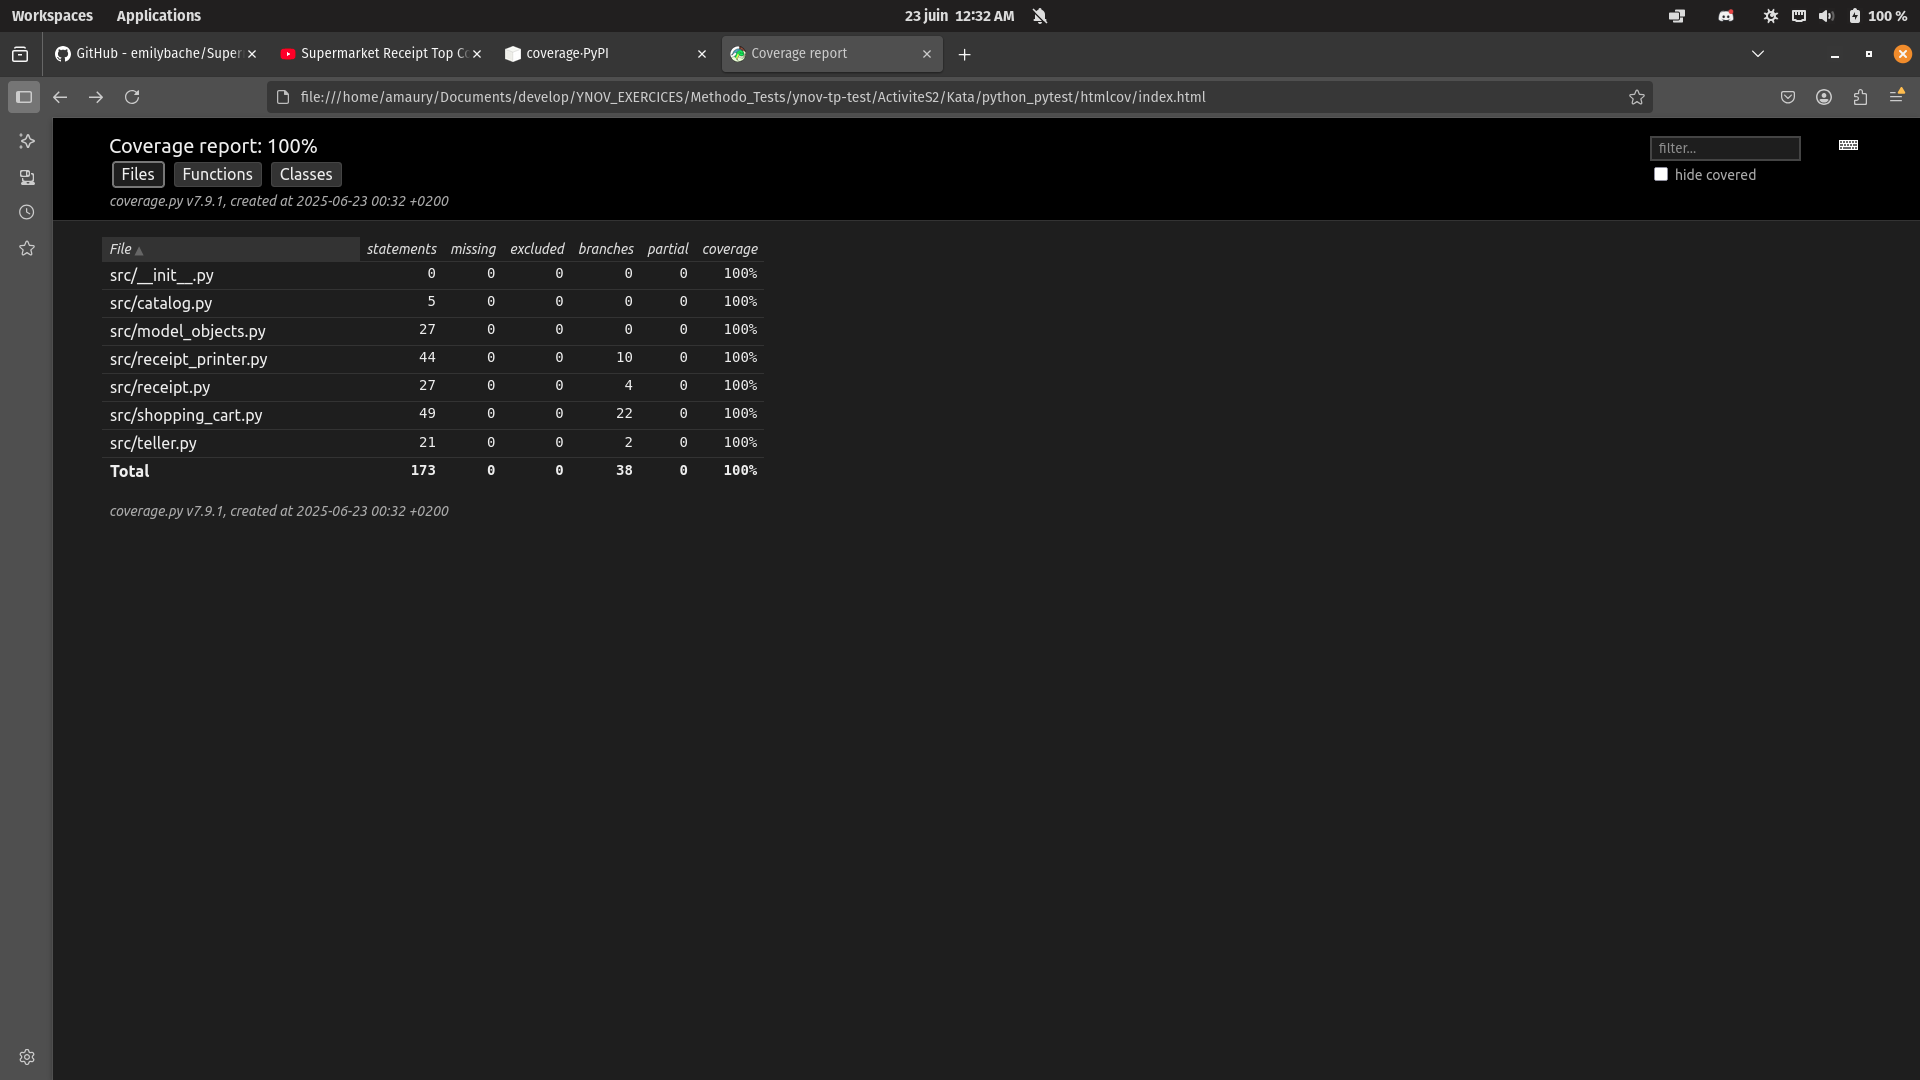 Workspaces Applications 23 juin 12:32 AM 100 %
GitHub - emilybache/Super Supermarket Receipt Top Co coverage·PyPI Coverage report
file:///home/amaury/Documents/develop/YNOV_EXERCICES/Methodo_Tests/ynov-tp-test/ActiviteS2/Kata/python_pytest/htmlcov/index.html
Coverage report: 100%
filter...
Files Functions Classes
hide covered
coverage.py v7.9.1, created at 2025-06-23 00:32 +0200
File statements missing excluded branches partial coverage
src/__init__.py 0 0 0 0 0 100%
src/catalog.py 5 0 0 0 0 100%
src/model_objects.py 27 0 0 0 0 100%
src/receipt_printer.py 44 0 0 10 0 100%
src/receipt.py 27 0 0 4 0 100%
src/shopping_cart.py 49 0 0 22 0 100%
src/teller.py 21 0 0 2 0 100%
Total 173 0 0 38 0 100%
coverage.py v7.9.1, created at 2025-06-23 00:32 +0200